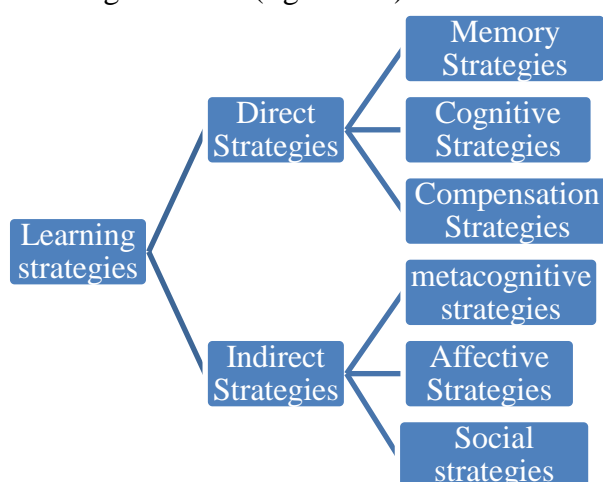 Memory
Strategies
Direct
Strategies
Cognitive
Strategies
Compensation
Strategies
Learning
strategies
metacognitive
strategies
Indirect
Strategies
Affective
Strategies
Social
strategies